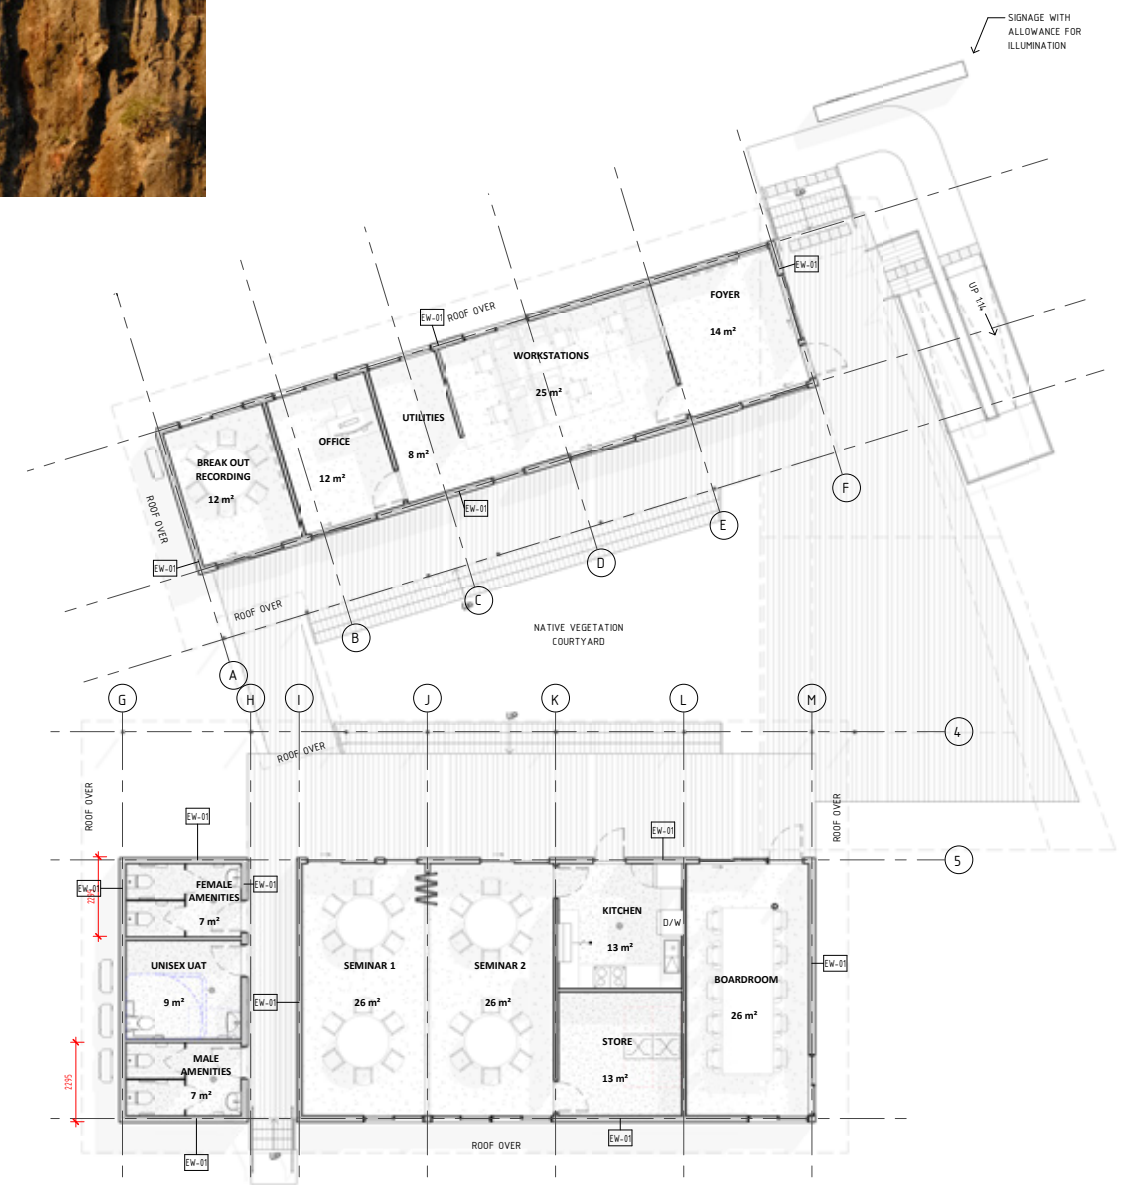 SIGNAGE WITH
ALLOWANCE FOR
ILLUMINATION
EW-01
FOYER
14 m²
UP 1:14
EW-01
ROOF OVER
WORKSTATIONS
25 m²
UTILITIES
8 m²
OFFICE
12 m²
BREAK OUT
RECORDING
12 m²
ROOF OVER
EW-01
EW-01
F
E
D
C
B
A
ROOF OVER
NATIVE VEGETATION
COURTYARD
G
H
I
J
K
L
M
4
ROOF OVER
ROOF OVER
ROOF OVER
EW-01
EW-01
5
EW-01
2295
FEMALE
AMENITIES
7 m²
EW-01
UNISEX UAT
9 m²
EW-01
MALE
AMENITIES
7 m²
2295
EW-01
SEMINAR 1
26 m²
SEMINAR 2
26 m²
KITCHEN
13 m²
D/W
STORE
13 m²
BOARDROOM
26 m²
EW-01
EW-01
ROOF OVER